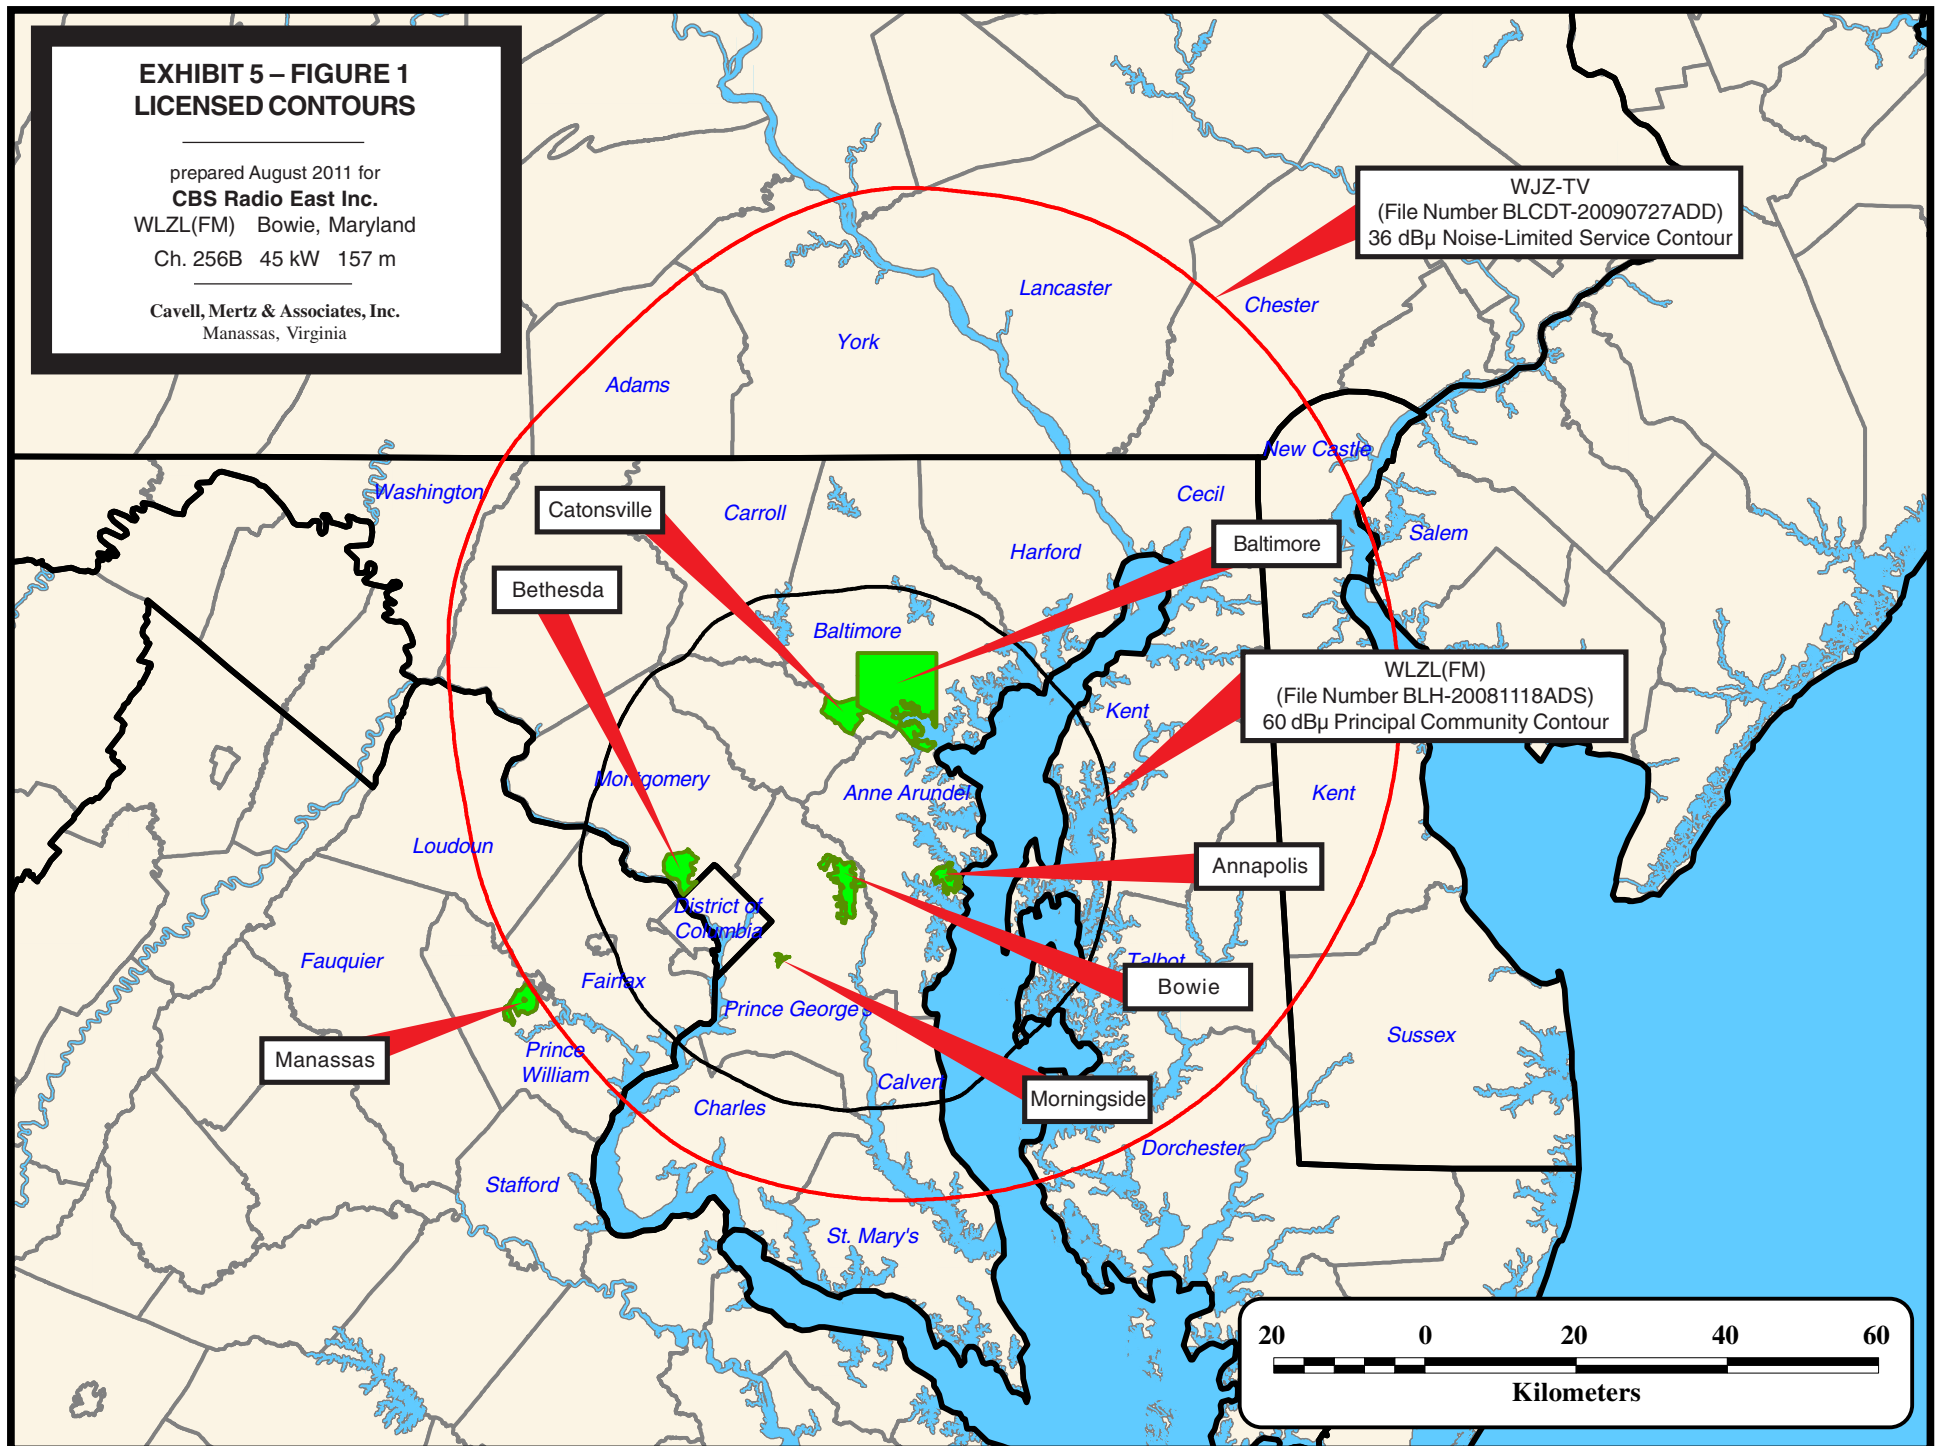 EXHIBIT 5 – FIGURE 1
LICENSED CONTOURS
prepared August 2011 for
CBS Radio East Inc.
WLZL(FM) Bowie, Maryland
Ch. 256B 45 kW 157 m
Cavell, Mertz & Associates, Inc.
Manassas, Virginia
WJZ-TV
(File Number BLCDT-20090727ADD)
36 dBµ Noise-Limited Service Contour
Lancaster
Chester
York
Adams
New Castle
Washington
Cecil
Catonsville
Carroll
Salem
Baltimore
Harford
Bethesda
Baltimore
WLZL(FM)
(File Number BLH-20081118ADS)
60 dBµ Principal Community Contour
Kent
Montgomery
Anne Arundel
Kent
Loudoun
Annapolis
District of
Columbia
Fauquier
Talbot
Fairfax
Bowie
Prince George's
Sussex
Manassas
Prince
William
Calvert
Morningside
Charles
Dorchester
Stafford
St. Mary's
20 0 20 40 60
Kilometers